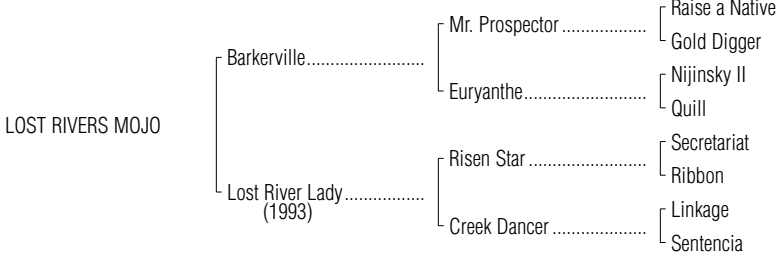 Raise a Native
Mr. Prospector ..................
Gold Digger
Barkerville.........................
Nijinsky II
Euryanthe..........................
Quill
LOST RIVERS MOJO
Secretariat
Risen Star .........................
Ribbon
Lost River Lady.................
(1993)
Linkage
Creek Dancer ....................
Sentencia